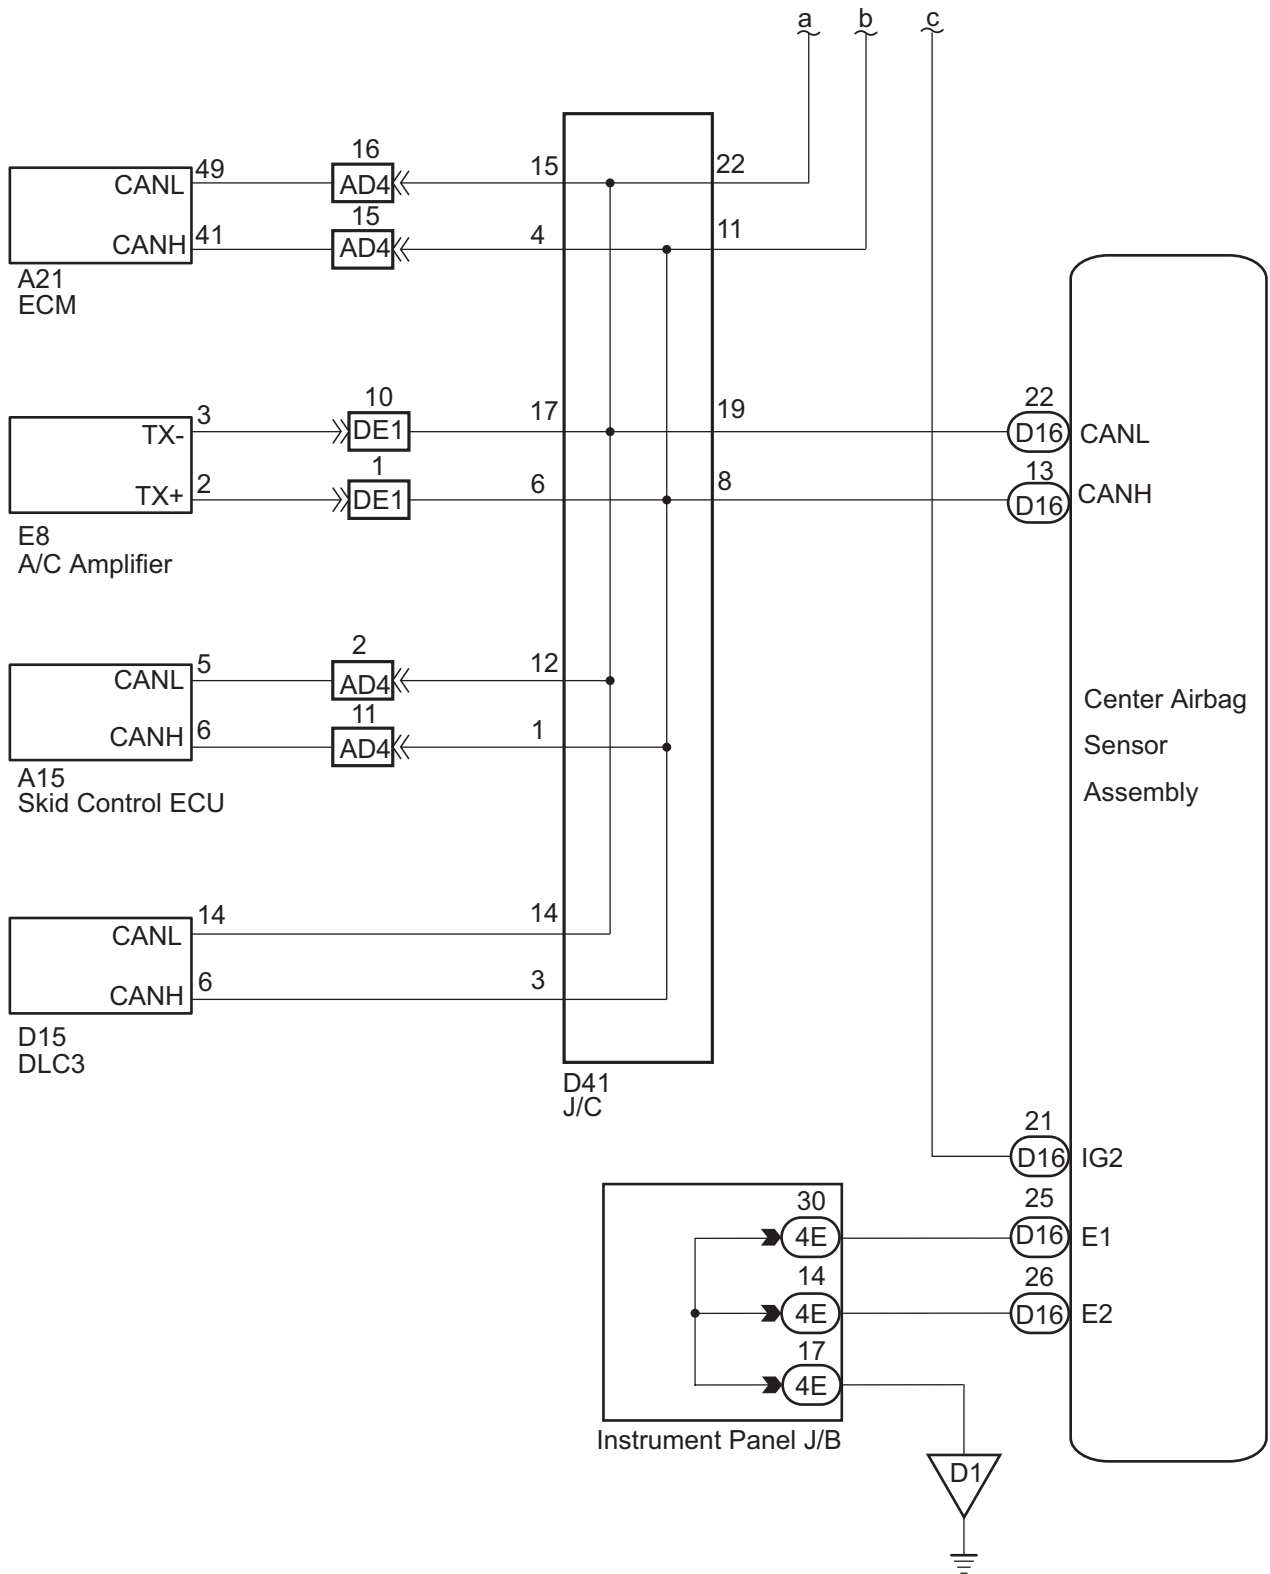 a b c
16
49 15 22
CANL AD4
15
41 4 11
CANH AD4
A21
ECM
10 22
3 17 19
TX- DE1 D16 CANL
1 13
2 6 8
TX+ DE1 D16 CANH
E8
A/C Amplifier
2
5 12
CANL AD4
11
6 1
CANH AD4
A15
Skid Control ECU
Center Airbag
Sensor
Assembly
14 14
CANL
6 3
CANH
D15
DLC3
D41
J/C
21
D16 IG2
30 25
4E D16 E1
14 26
4E D16 E2
17
4E
Instrument Panel J/B
D1